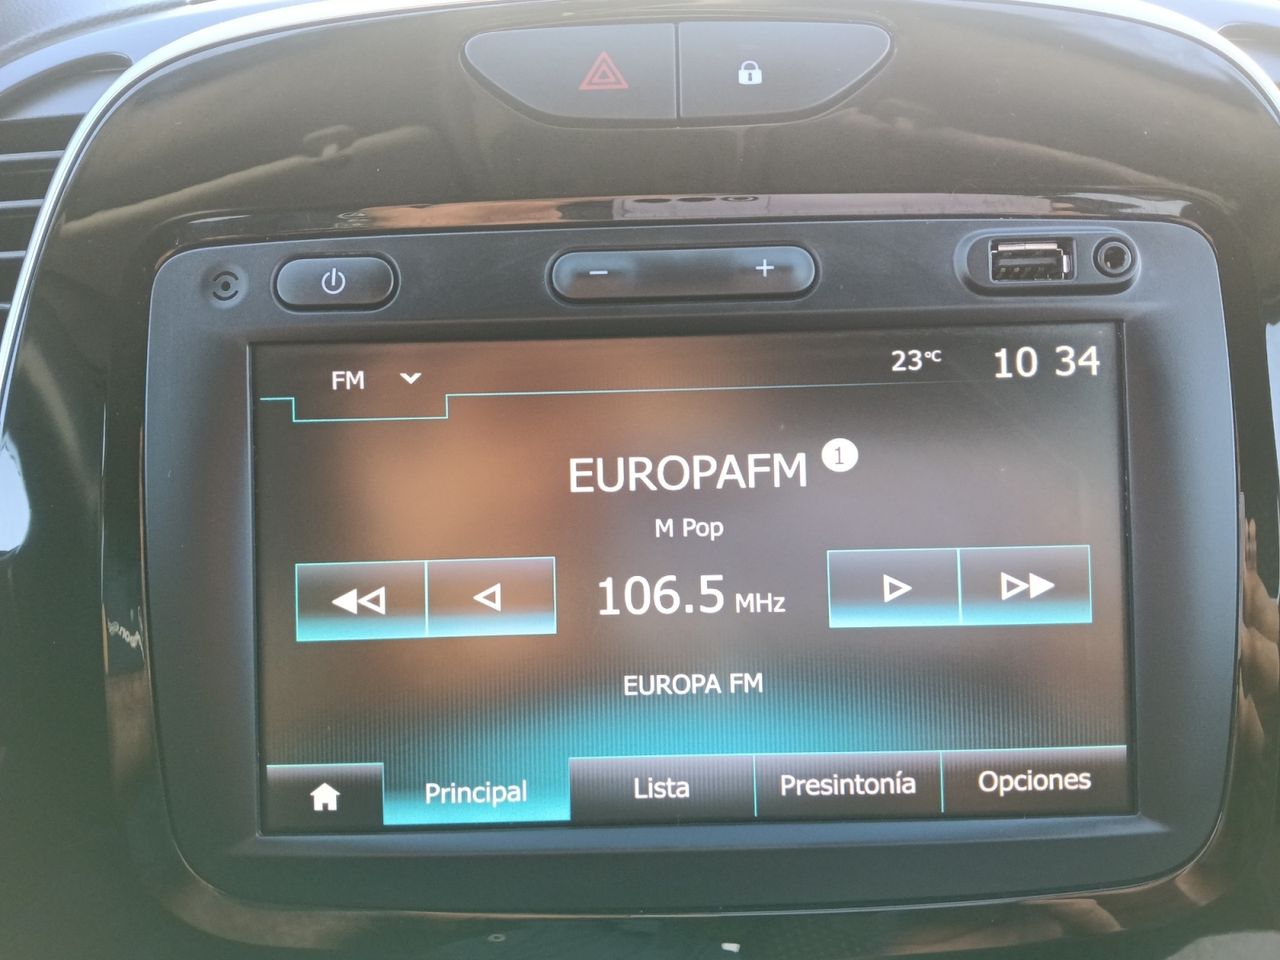 FM
23°C
10 34
EUROPAFM 1
M Pop
106.5 MHz
EUROPA FM
Principal
Lista
Presintonía
Opciones